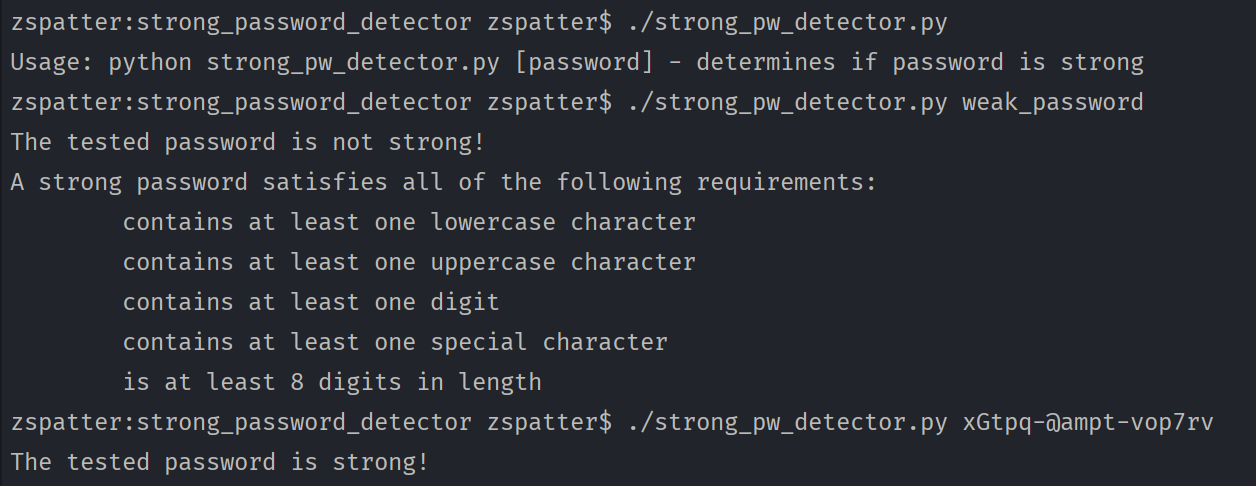 zspatter:strong_password_detector zspatter$ ./strong_pw_detector.py
Usage: python strong_pw_detector.py [password] - determines if password is strong
zspatter:strong_password_detector zspatter$ ./strong_pw_detector.py weak_password
The tested password is not strong!
A strong password satisfies all of the following requirements:
        contains at least one lowercase character
        contains at least one uppercase character
        contains at least one digit
        contains at least one special character
        is at least 8 digits in length
zspatter:strong_password_detector zspatter$ ./strong_pw_detector.py xGtpq-@ampt-vop7rv
The tested password is strong!